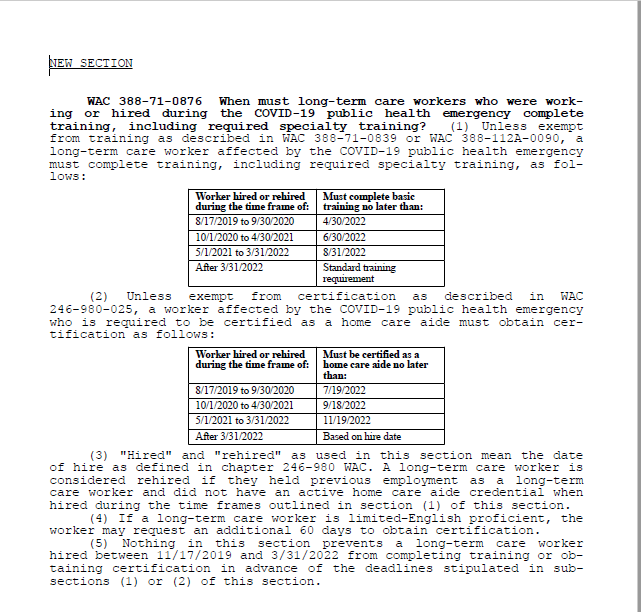 NEW SECTION
WAC 388-71-0876 When must long-term care workers who were work-
ing or hired during the COVID-19 public health emergency complete
training, including required specialty training? (1) Unless exempt
from training as described in WAC 388-71-0839 or WAC 388-112A-0090, a
long-term care worker affected by the COVID-19 public health emergency
must complete training, including required specialty training, as fol-
lows:
Worker hired or rehired during the time frame of: Must complete basic training no later than:
8/17/2019 to 9/30/2020 4/30/2022
10/1/2020 to 4/30/2021 6/30/2022
5/1/2021 to 3/31/2022 8/31/2022
After 3/31/2022 Standard training requirement
(2) Unless exempt from certification as described in WAC
246-980-025, a worker affected by the COVID-19 public health emergency
who is required to be certified as a home care aide must obtain cer-
tification as follows:
Worker hired or rehired during the time frame of: Must be certified as a home care aide no later than:
8/17/2019 to 9/30/2020 7/19/2022
10/1/2020 to 4/30/2021 9/18/2022
5/1/2021 to 3/31/2022 11/19/2022
After 3/31/2022 Based on hire date
(3) "Hired" and "rehired" as used in this section mean the date
of hire as defined in chapter 246-980 WAC. A long-term care worker is
considered rehired if they held previous employment as a long-term
care worker and did not have an active home care aide credential when
hired during the time frames outlined in section (1) of this section.
(4) If a long-term care worker is limited-English proficient, the
worker may request an additional 60 days to obtain certification.
(5) Nothing in this section prevents a long-term care worker
hired between 11/17/2019 and 3/31/2022 from completing training or ob-
taining certification in advance of the deadlines stipulated in sub-
sections (1) or (2) of this section.